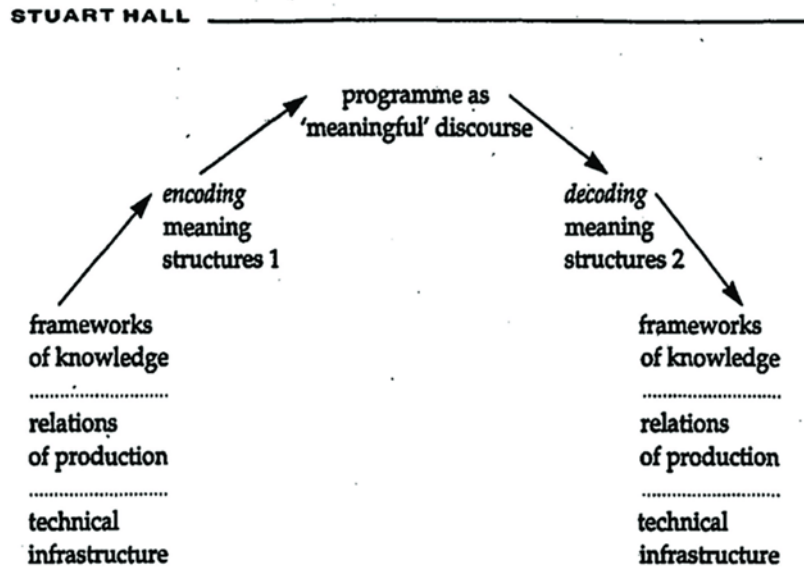 STUART HALL
programme as
'meaningful' discourse
encoding
meaning
structures 1
decoding
meaning
structures 2
frameworks
of knowledge
relations
of production
technical
infrastructure
frameworks
of knowledge
relations
of production
technical
infrastructure